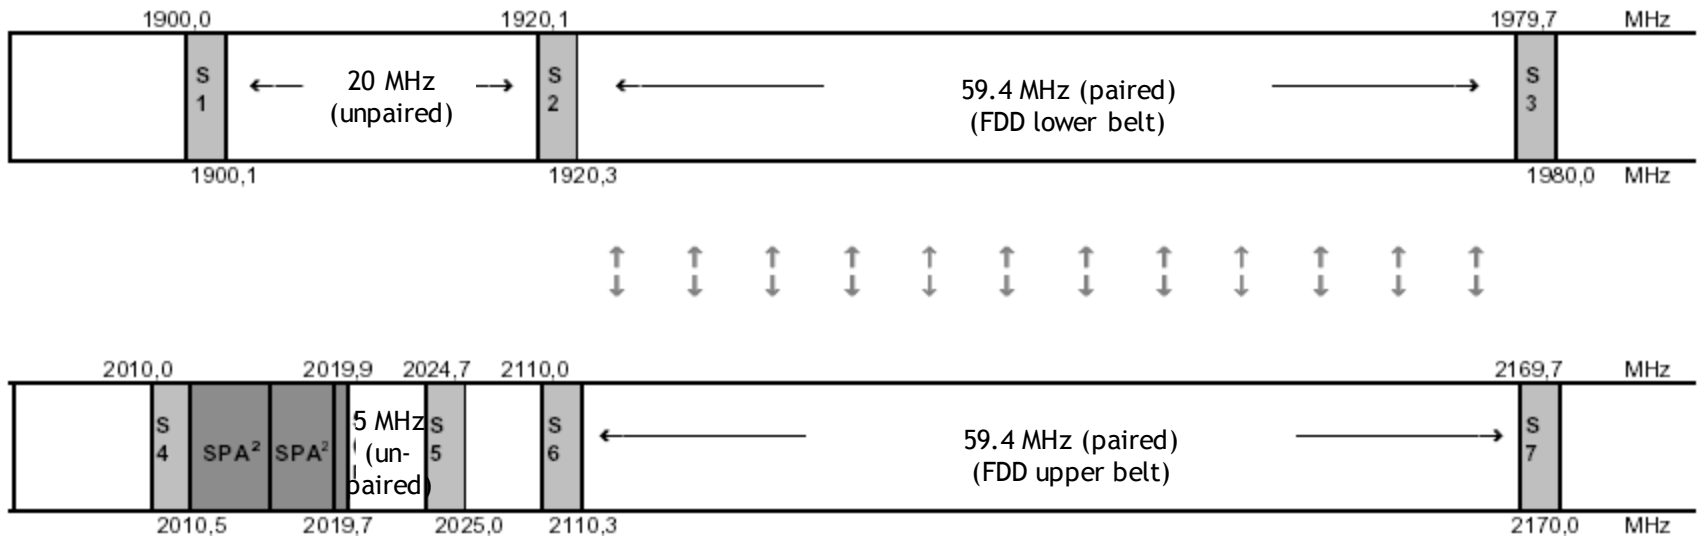 1900,0 1920,1 1979,7 MHz
S S S
1 2 3
20 MHz
(unpaired)
59.4 MHz (paired)
(FDD lower belt)
1900,1 1920,3 1980,0 MHz
2010,0 2019,9 2024,7 2110,0 2169,7 MHz
S S S S
4 5 6 7
SPA² SPA²
5 MHz
(un-
paired)
59.4 MHz (paired)
(FDD upper belt)
2010,5 2019,7 2025,0 2110,3 2170,0 MHz